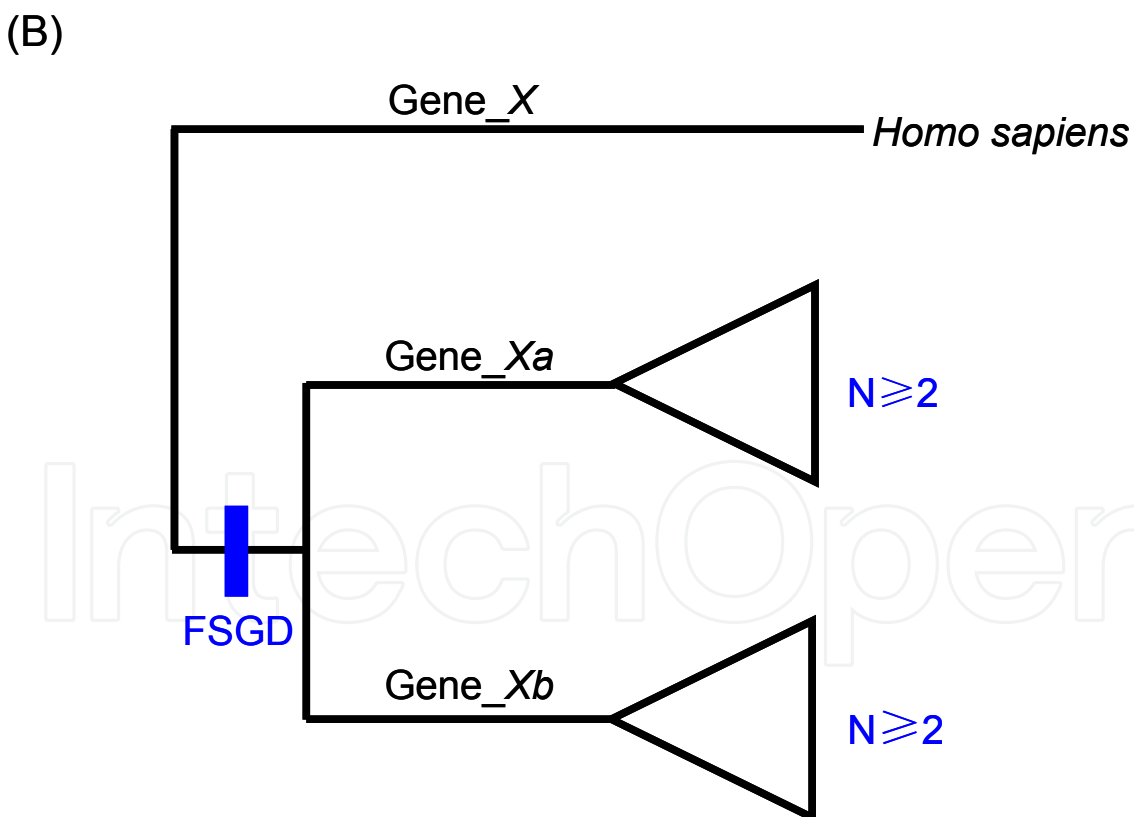 (B)
Gene_X
Homo sapiens
Gene_Xa
N⩾2
FSGD
Gene_Xb
N⩾2
IntechOpen